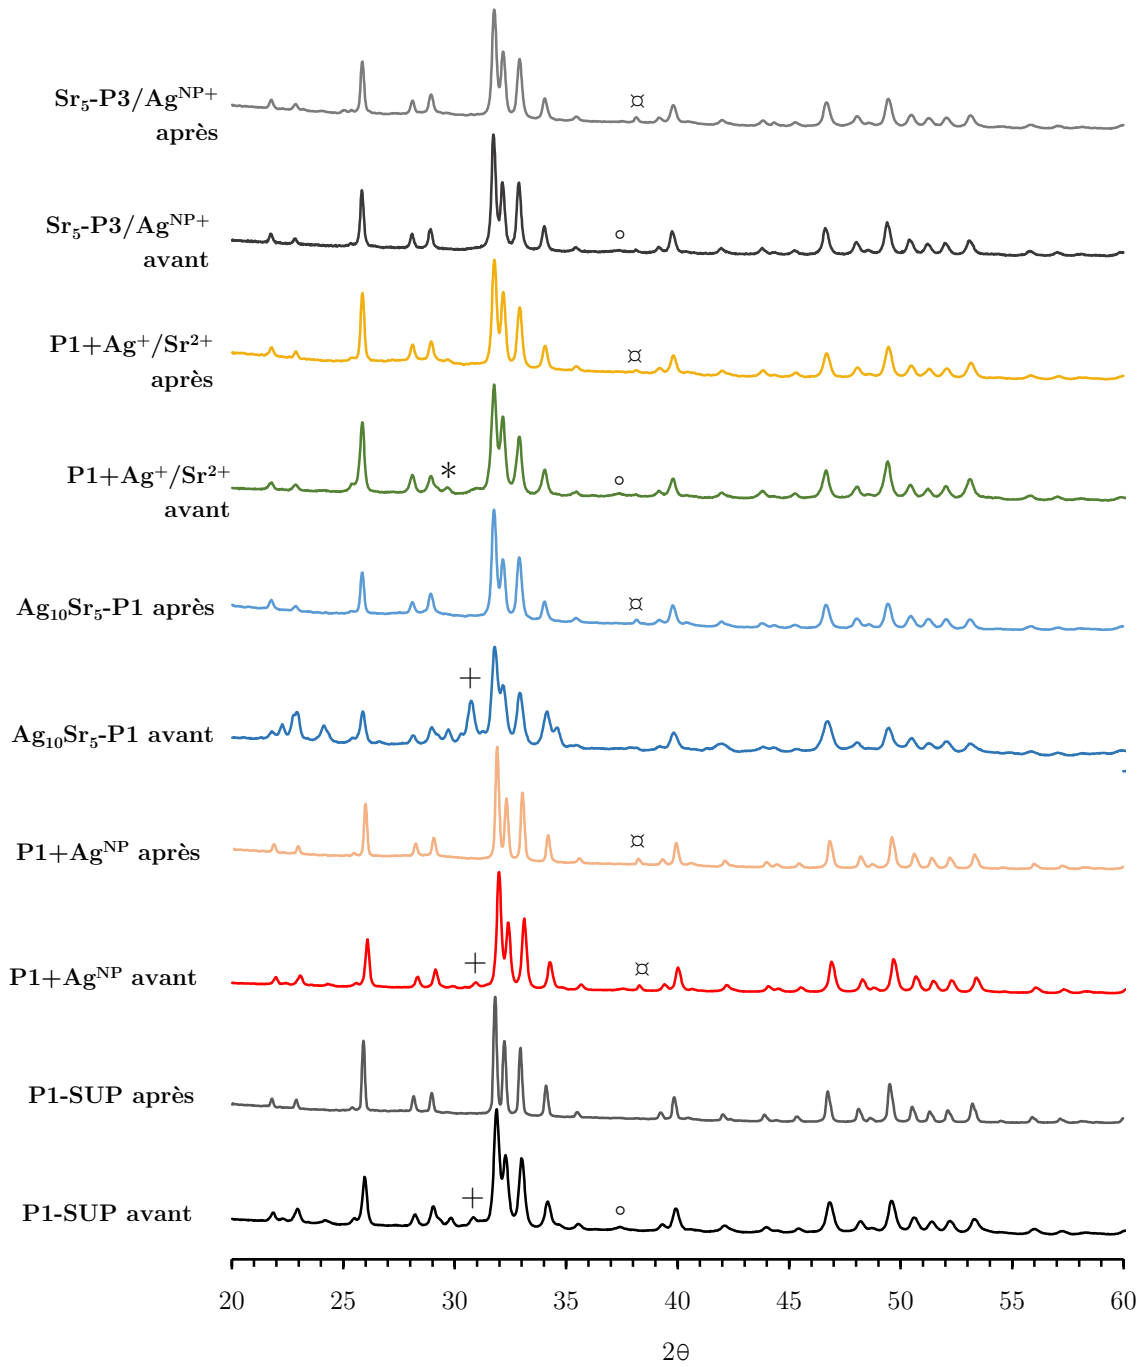 Sr₅-P3/Agᴺᴾ⁺
après
¤
Sr₅-P3/Agᴺᴾ⁺
avant
°
P1+Ag⁺/Sr²⁺
après
¤
P1+Ag⁺/Sr²⁺
avant
* °
Ag₁₀Sr₅-P1 après
¤
+
Ag₁₀Sr₅-P1 avant
P1+Agᴺᴾ après
¤
P1+Agᴺᴾ avant
+ ¤
P1-SUP après
P1-SUP avant
+ °
20 25 30 35 40 45 50 55 60
2θ